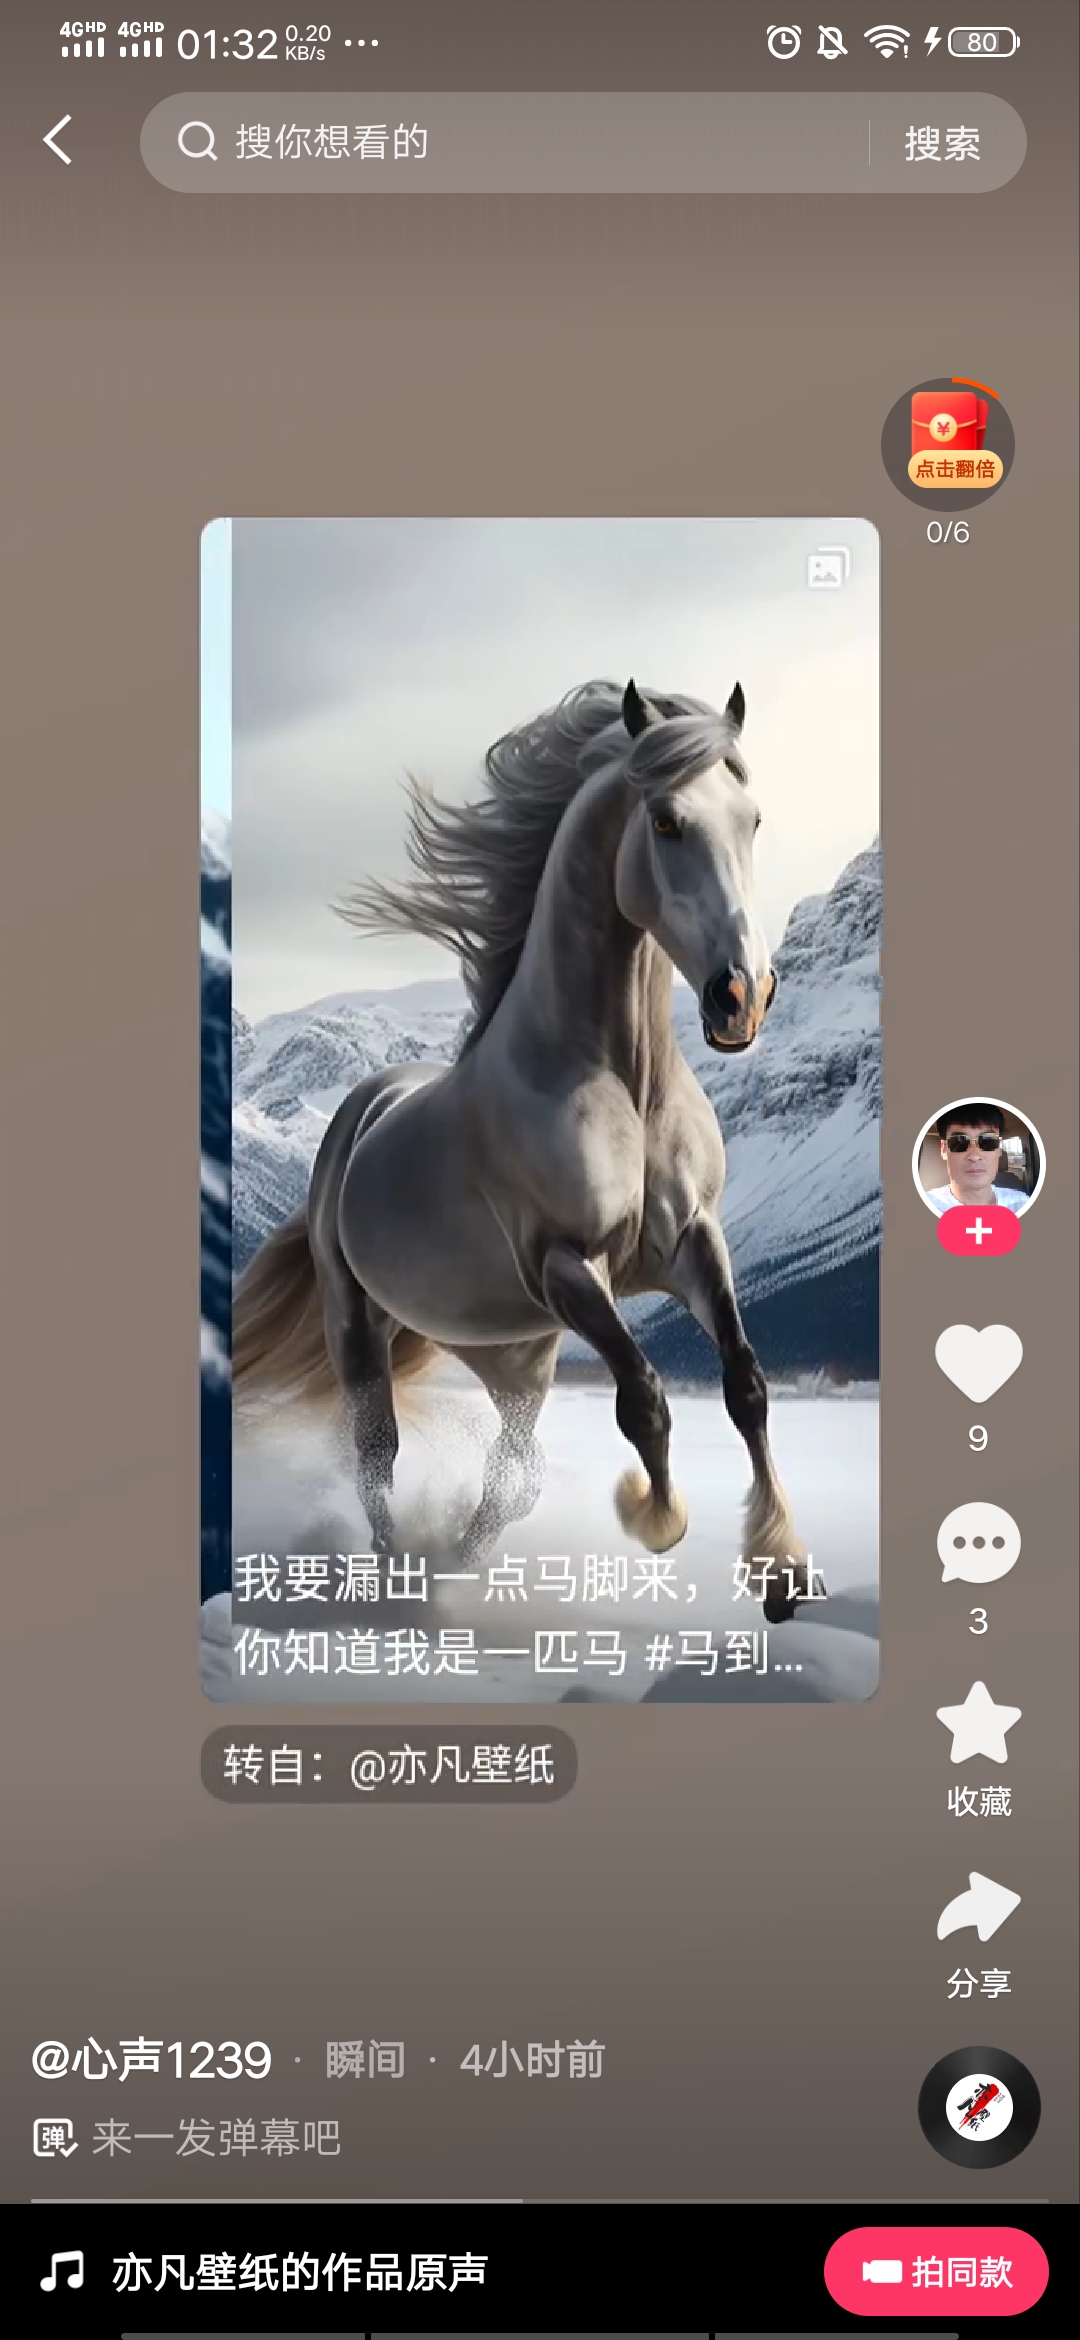 4GHD 4GHD 01:32 0.20 KB/s ... 80
搜你想看的 搜索
点击翻倍
0/6
我要漏出一点马脚来，好让
你知道我是一匹马 #马到...
转自：@亦凡壁纸
9
3
收藏
分享
@心声1239 · 瞬间 · 4小时前
弹 来一发弹幕吧
亦凡壁纸的作品原声 拍同款